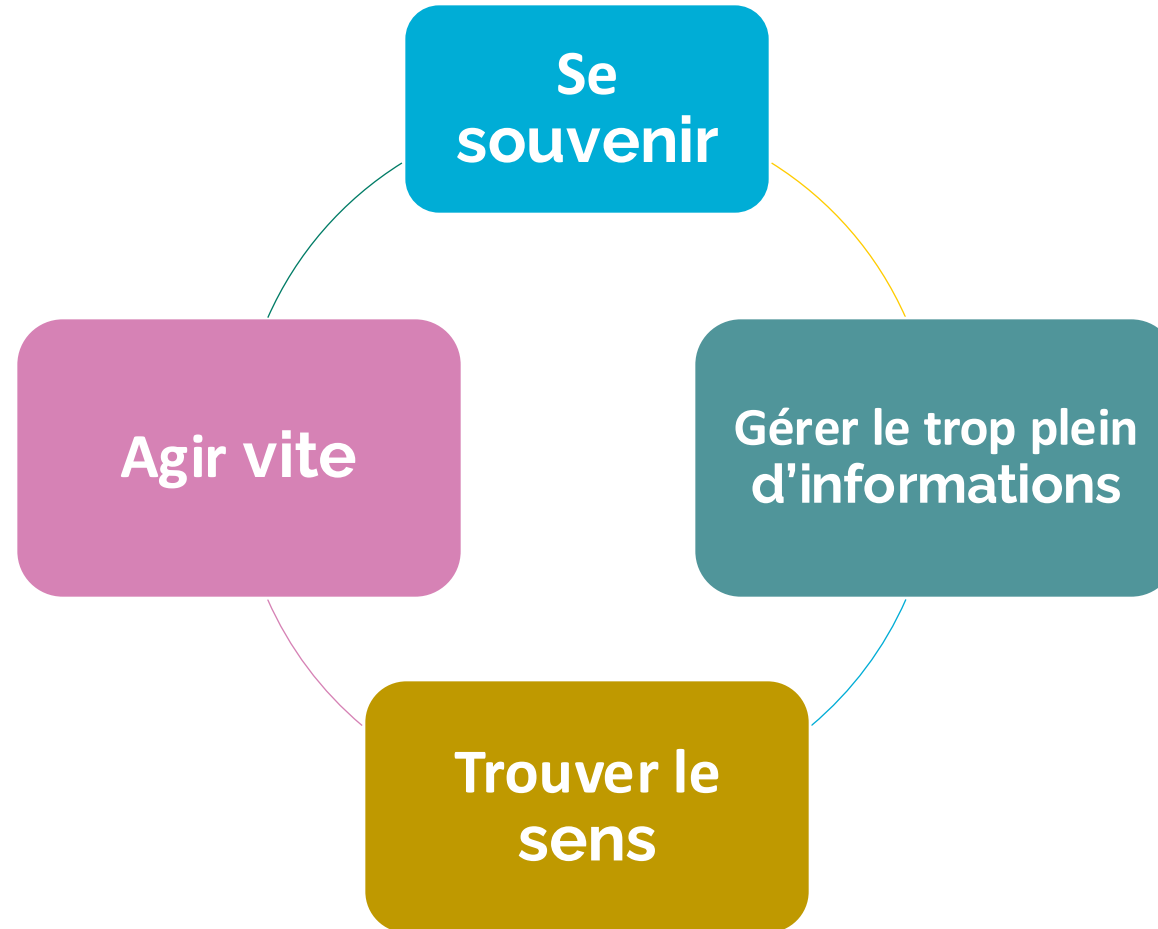 Se
souvenir
Gérer le trop plein
d’informations
Trouver le
sens
Agir vite